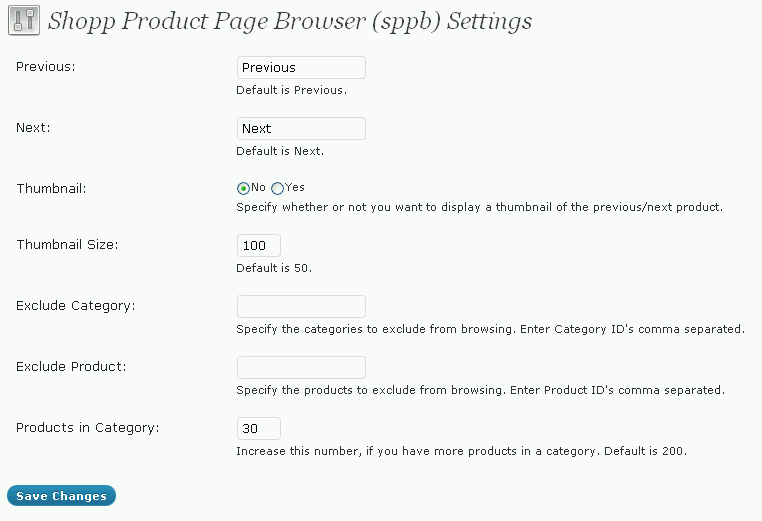 Shopp Product Page Browser (sppb) Settings
Previous: Previous
Default is Previous.
Next: Next
Default is Next.
Thumbnail: No Yes
Specify whether or not you want to display a thumbnail of the previous/next product.
Thumbnail Size: 100
Default is 50.
Exclude Category:
Specify the categories to exclude from browsing. Enter Category ID's comma separated.
Exclude Product:
Specify the products to exclude from browsing. Enter Product ID's comma separated.
Products in Category: 30
Increase this number, if you have more products in a category. Default is 200.
Save Changes